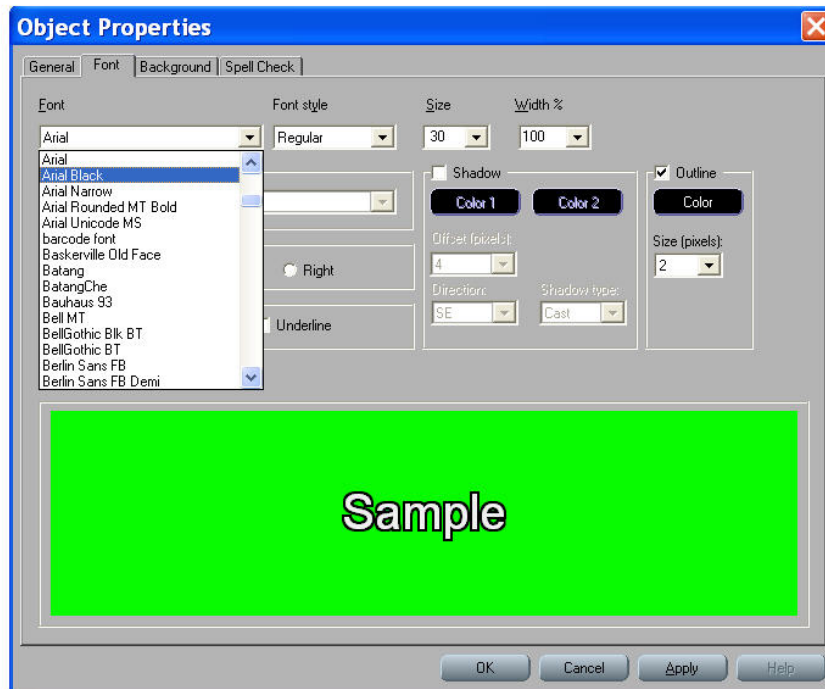 Object Properties
General Font Background Spell Check
Font Font style Size Width %
Arial Regular 30 100
Arial
Arial Black
Arial Narrow
Arial Rounded MT Bold
Arial Unicode MS
barcode font
Baskerville Old Face
Batang
BatangChe
Bauhaus 93
Bell MT
BellGothic Blk BT
BellGothic BT
Berlin Sans FB
Berlin Sans FB Demi
Right
Underline
Shadow
Color 1 Color 2
Offset (pixels):
4
Direction: Shadow type:
SE Cast
Outline
Color
Size (pixels):
2
Sample
OK Cancel Apply Help